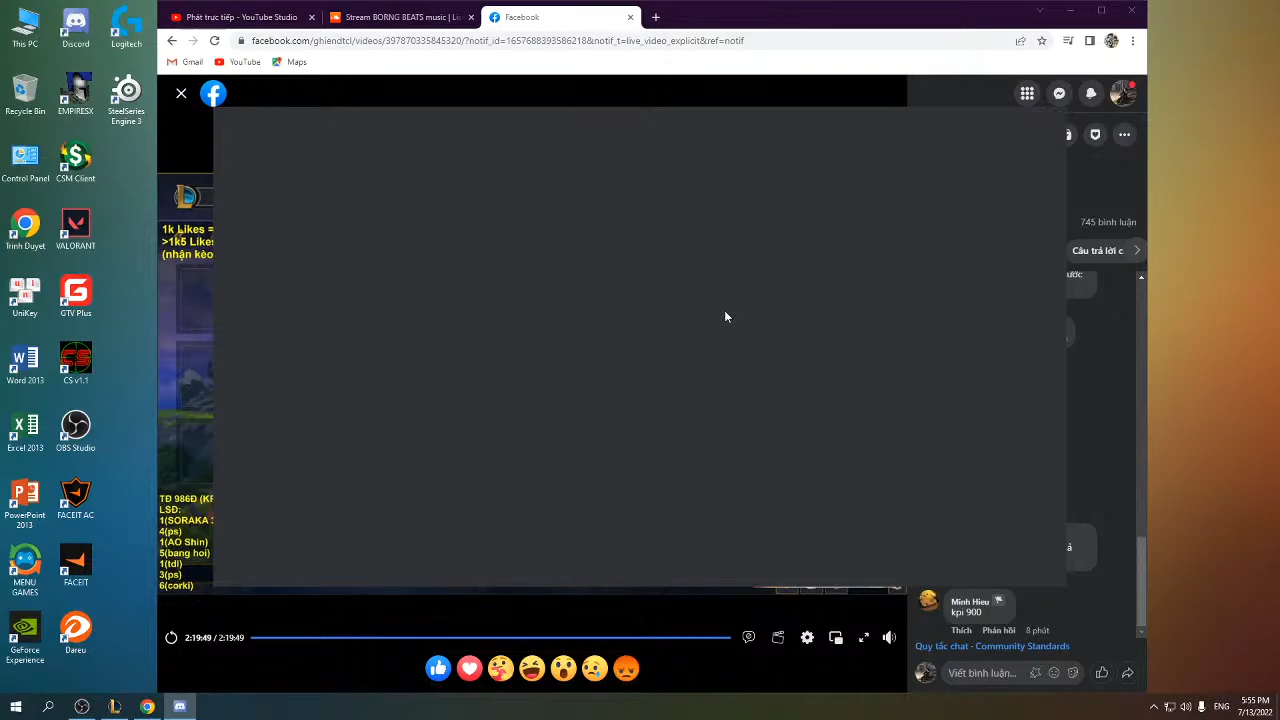 This PC
Discord
Logitech
Recycle Bin
EMPIRESX
SteelSeries
Engine 3
Control Panel
CSM Client
Trinh Duyet
VALORANT
UniKey
GTV Plus
Word 2013
CS v1.1
Excel 2013
OBS Studio
PowerPoint
2013
FACEIT AC
MENU
GAMES
FACEIT
GeForce
Experience
Dareu
Phát trực tiếp - YouTube Studio
Stream BORNG BEATS music | Li
Facebook
facebook.com/ghiendtcl/videos/397870335845320/?notif_id=1657688393586218&notif_t=live_video_explicit&ref=notif
Gmail
YouTube
Maps
1k Likes =
>1k5 Likes
(nhận kèo
TĐ 986Đ (KF
LSĐ:
1(SORAKA 3
4(ps)
1(AO Shin)
5(bang hoi)
1(tdl)
3(ps)
6(corki)
2:19:49 / 2:19:49
745 bình luận
Câu trả lời c
ước
ả
Minh Hieu
kpi 900
Thích Phản hồi 8 phút
Quy tắc chat · Community Standards
Viết bình luận...
ENG
5:55 PM
7/13/2022